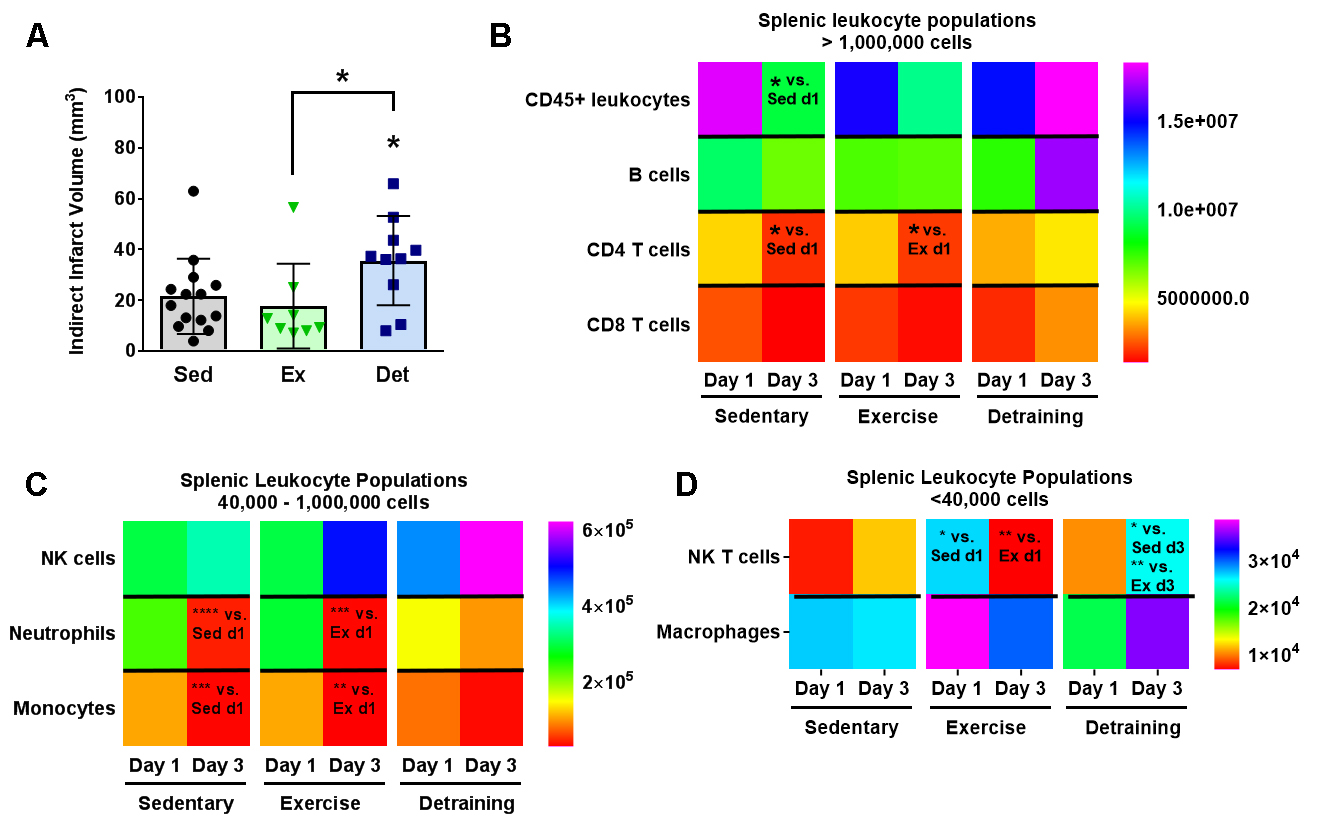 A
*
*
Indirect Infarct Volume (mm³)
100
80
60
40
20
0
Sed Ex Det
B
Splenic leukocyte populations
> 1,000,000 cells
CD45+ leukocytes
* vs.
Sed d1
B cells
CD4 T cells
* vs.
Sed d1
* vs.
Ex d1
CD8 T cells
1.5e+007
1.0e+007
5000000.0
Day 1 Day 3 Day 1 Day 3 Day 1 Day 3
Sedentary Exercise Detraining
C
Splenic Leukocyte Populations
40,000 - 1,000,000 cells
NK cells
Neutrophils
**** vs.
Sed d1
*** vs.
Ex d1
Monocytes
*** vs.
Sed d1
** vs.
Ex d1
6×10⁵
4×10⁵
2×10⁵
Day 1 Day 3 Day 1 Day 3 Day 1 Day 3
Sedentary Exercise Detraining
D
Splenic Leukocyte Populations
<40,000 cells
NK T cells
* vs.
Sed d1
** vs.
Ex d1
* vs.
Sed d3
** vs.
Ex d3
Macrophages
3×10⁴
2×10⁴
1×10⁴
Day 1 Day 3 Day 1 Day 3 Day 1 Day 3
Sedentary Exercise Detraining